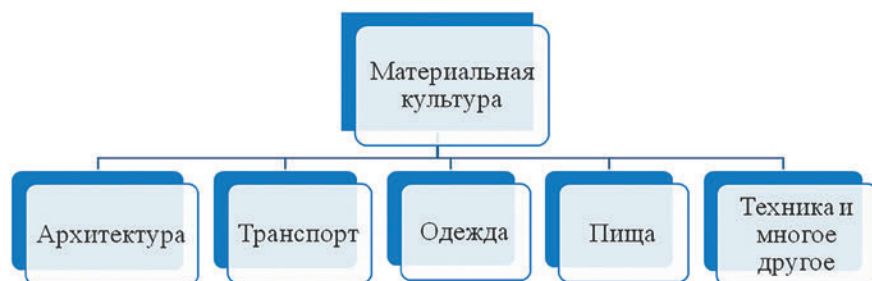 Материальная
культура
Архитектура
Транспорт
Одежда
Пища
Техника и
многое
другое